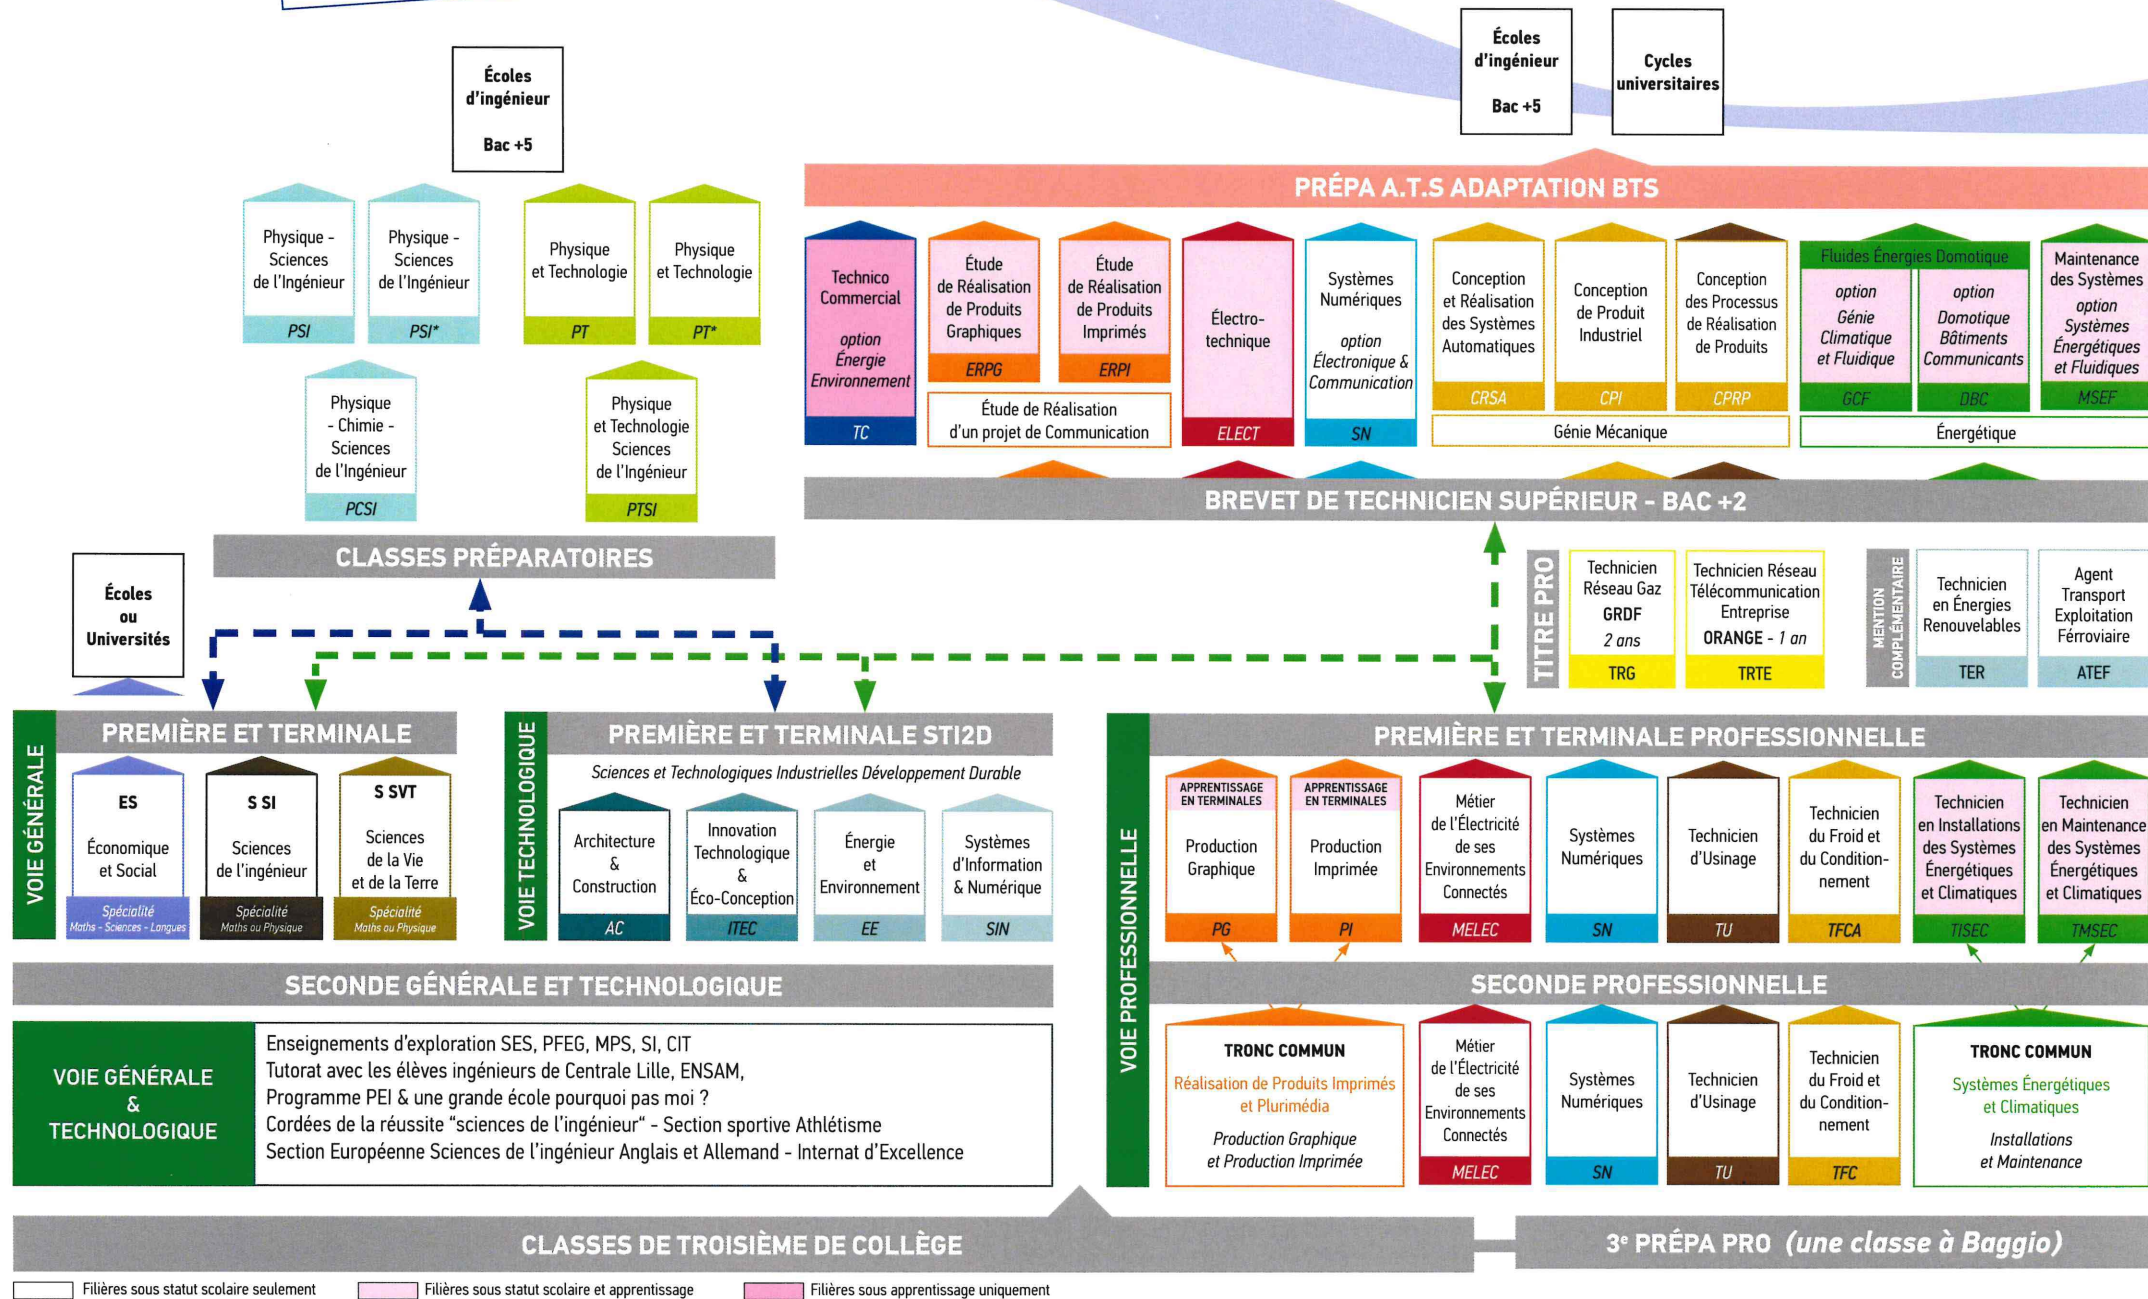 Écoles
d'ingénieur
Bac +5
Écoles
d'ingénieur
Bac +5
Cycles
universitaires
Physique -
Sciences
de l'Ingénieur
PSI
Physique -
Sciences
de l'Ingénieur
PSI*
Physique
et Technologie
PT
Physique
et Technologie
PT*
Physique
- Chimie -
Sciences
de l'Ingénieur
PCSI
Physique
et Technologie
Sciences
de l'Ingénieur
PTSI
CLASSES PRÉPARATOIRES
PRÉPA A.T.S ADAPTATION BTS
Technico
Commercial
option
Énergie
Environnement
TC
Étude
de Réalisation
de Produits
Graphiques
ERPG
Étude
de Réalisation
de Produits
Imprimés
ERPI
Étude de Réalisation
d'un projet de Communication
Électro-
technique
ELECT
Systèmes
Numériques
option
Électronique &
Communication
SN
Conception
et Réalisation
des Systèmes
Automatiques
CRSA
Conception
de Produit
Industriel
CPI
Conception
des Processus
de Réalisation
de Produits
CPRP
Génie Mécanique
Fluides Énergies Domotique
option
Génie
Climatique
et Fluidique
GCF
option
Domotique
Bâtiments
Communicants
DBC
Maintenance
des Systèmes
option
Systèmes
Énergétiques
et Fluidiques
MSEF
Énergétique
BREVET DE TECHNICIEN SUPÉRIEUR - BAC +2
TITRE PRO
Technicien
Réseau Gaz
GRDF
2 ans
TRG
Technicien Réseau
Télécommunication
Entreprise
ORANGE - 1 an
TRTE
MENTION
COMPLÉMENTAIRE
Technicien
en Énergies
Renouvelables
TER
Agent
Transport
Exploitation
Férroviaire
ATEF
Écoles
ou
Universités
VOIE GÉNÉRALE
PREMIÈRE ET TERMINALE
ES
Économique
et Social
Spécialité
Maths - Sciences - Langues
S SI
Sciences
de l'ingénieur
Spécialité
Maths ou Physique
S SVT
Sciences
de la Vie
et de la Terre
Spécialité
Maths ou Physique
VOIE TECHNOLOGIQUE
PREMIÈRE ET TERMINALE STI2D
Sciences et Technologiques Industrielles Développement Durable
Architecture
&
Construction
AC
Innovation
Technologique
&
Éco-Conception
ITEC
Énergie
et
Environnement
EE
Systèmes
d'Information
& Numérique
SIN
VOIE PROFESSIONNELLE
PREMIÈRE ET TERMINALE PROFESSIONNELLE
APPRENTISSAGE
EN TERMINALES
Production
Graphique
PG
APPRENTISSAGE
EN TERMINALES
Production
Imprimée
PI
Métier
de l'Électricité
de ses
Environnements
Connectés
MELEC
Systèmes
Numériques
SN
Technicien
d'Usinage
TU
Technicien
du Froid et
du Condition-
nement
TFCA
Technicien
en Installations
des Systèmes
Énergétiques
et Climatiques
TISEC
Technicien
en Maintenance
des Systèmes
Énergétiques
et Climatiques
TMSEC
SECONDE GÉNÉRALE ET TECHNOLOGIQUE
VOIE GÉNÉRALE
&
TECHNOLOGIQUE
Enseignements d'exploration SES, PFEG, MPS, SI, CIT
Tutorat avec les élèves ingénieurs de Centrale Lille, ENSAM,
Programme PEI & une grande école pourquoi pas moi ?
Cordées de la réussite "sciences de l'ingénieur" - Section sportive Athlétisme
Section Européenne Sciences de l'ingénieur Anglais et Allemand - Internat d'Excellence
SECONDE PROFESSIONNELLE
TRONC COMMUN
Réalisation de Produits Imprimés
et Plurimédia
Production Graphique
et Production Imprimée
Métier
de l'Électricité
de ses
Environnements
Connectés
MELEC
Systèmes
Numériques
SN
Technicien
d'Usinage
TU
Technicien
du Froid et
du Condition-
nement
TFC
TRONC COMMUN
Systèmes Énergétiques
et Climatiques
Installations
et Maintenance
CLASSES DE TROISIÈME DE COLLÈGE
3e PRÉPA PRO (une classe à Baggio)
Filières sous statut scolaire seulement
Filières sous statut scolaire et apprentissage
Filières sous apprentissage uniquement